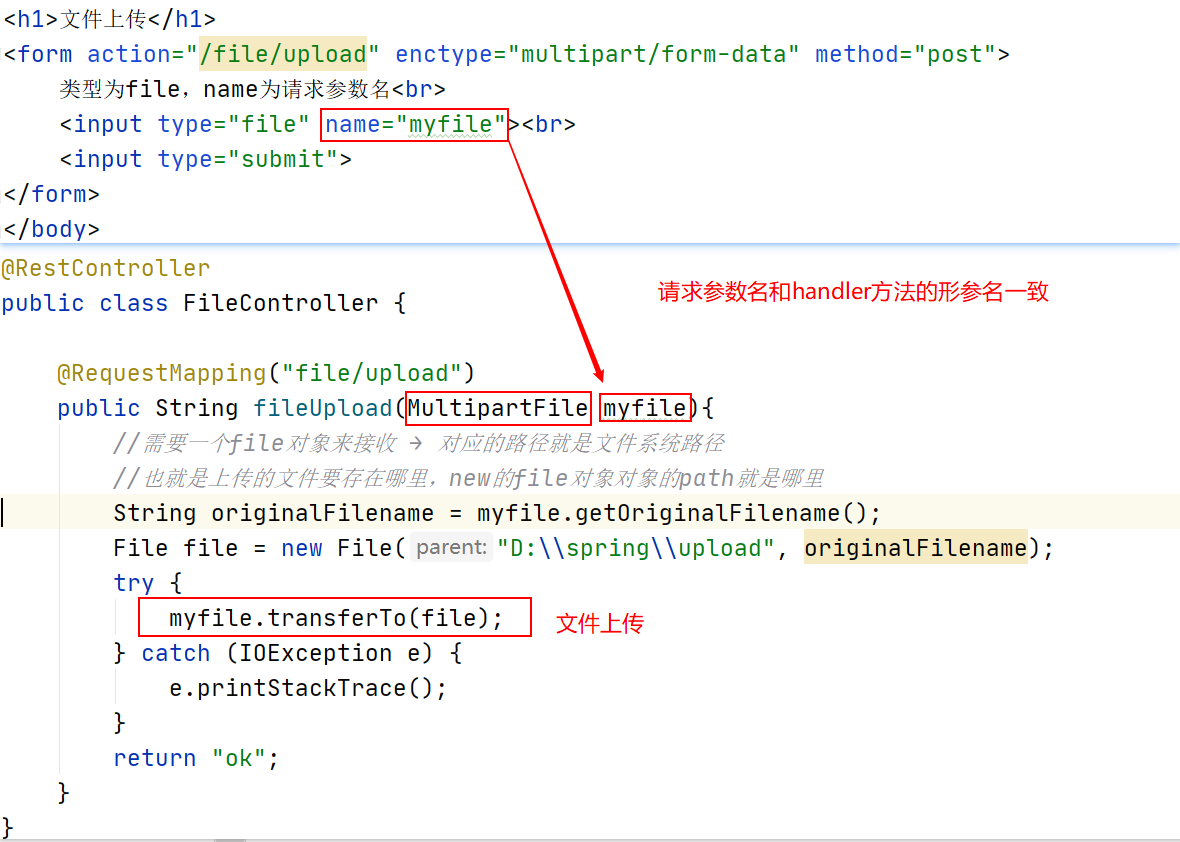 <h1>文件上传</h1>
<form action="/file/upload" enctype="multipart/form-data" method="post">
类型为file，name为请求参数名<br>
<input type="file" name="myfile"><br>
<input type="submit">
</form>
</body>
@RestController
public class FileController {
请求参数名和handler方法的形参名一致
@RequestMapping("file/upload")
public String fileUpload(MultipartFile myfile){
//需要一个file对象来接收 → 对应的路径就是文件系统路径
//也就是上传的文件要存在哪里，new的file对象对象的path就是哪里
String originalFilename = myfile.getOriginalFilename();
File file = new File( parent: "D:\\spring\\upload", originalFilename);
try {
myfile.transferTo(file); 文件上传
} catch (IOException e) {
e.printStackTrace();
}
return "ok";
}
}